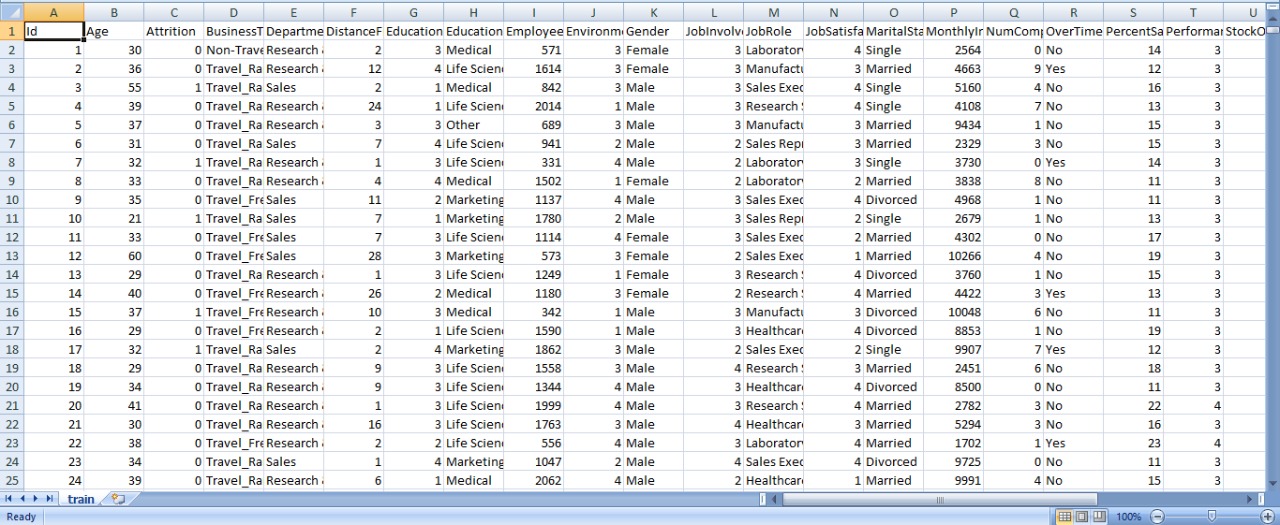 A B C D E F G H I J K L M N O P Q R S T U
1 Id Age Attrition BusinessT Departme DistanceF Education Education Employee Environme Gender JobInvolve JobRole JobSatisfa MaritalSta MonthlyIn NumComp OverTime PercentSa Performan StockO
2 1 30 0 Non-Trave Research & 2 3 Medical 571 3 Female 3 Laboratory 4 Single 2564 0 No 14 3
3 2 36 0 Travel_Ra Research & 12 4 Life Scien 1614 3 Female 3 Manufactu 3 Married 4663 9 Yes 12 3
4 3 55 1 Travel_Ra Sales 2 1 Medical 842 3 Male 3 Sales Exec 4 Single 5160 4 No 16 3
5 4 39 0 Travel_Ra Research & 24 1 Life Scien 2014 1 Male 3 Research S 4 Single 4108 7 No 13 3
6 5 37 0 Travel_Ra Research & 3 3 Other 689 3 Male 3 Manufactu 3 Married 9434 1 No 15 3
7 6 31 0 Travel_Ra Sales 7 4 Life Scien 941 2 Male 2 Sales Repr 3 Married 2329 3 No 15 3
8 7 32 1 Travel_Ra Research & 1 3 Life Scien 331 4 Male 2 Laboratory 3 Single 3730 0 Yes 14 3
9 8 33 0 Travel_Ra Research & 4 4 Medical 1502 1 Female 2 Laboratory 2 Married 3838 8 No 11 3
10 9 35 0 Travel_Fre Sales 11 2 Marketing 1137 4 Male 3 Sales Exec 4 Divorced 4968 1 No 11 3
11 10 21 1 Travel_Ra Sales 7 1 Marketing 1780 2 Male 3 Sales Repr 2 Single 2679 1 No 13 3
12 11 33 0 Travel_Fre Sales 7 3 Life Scien 1114 4 Female 3 Sales Exec 2 Married 4302 0 No 17 3
13 12 60 0 Travel_Fre Sales 28 3 Marketing 573 3 Female 2 Sales Exec 1 Married 10266 4 No 19 3
14 13 29 0 Travel_Ra Research & 1 3 Life Scien 1249 1 Female 3 Research S 4 Divorced 3760 1 No 15 3
15 14 40 0 Travel_Fre Research & 26 2 Medical 1180 3 Female 2 Research S 4 Married 4422 3 Yes 13 3
16 15 37 1 Travel_Fre Research & 10 3 Medical 342 1 Male 3 Manufactu 3 Divorced 10048 6 No 11 3
17 16 29 0 Travel_Fre Research & 2 1 Life Scien 1590 1 Male 3 Healthcare 4 Divorced 8853 1 No 19 3
18 17 32 1 Travel_Ra Sales 2 4 Marketing 1862 3 Male 2 Sales Exec 2 Single 9907 7 Yes 12 3
19 18 29 0 Travel_Ra Research & 9 3 Life Scien 1558 3 Male 4 Research S 3 Married 2451 6 No 18 3
20 19 34 0 Travel_Ra Research & 9 3 Life Scien 1344 4 Male 3 Healthcare 4 Divorced 8500 0 No 11 3
21 20 41 0 Travel_Ra Research & 1 3 Life Scien 1999 4 Male 3 Research S 4 Married 2782 3 No 22 4
22 21 30 0 Travel_Ra Research & 16 3 Life Scien 1763 3 Male 4 Healthcare 3 Married 5294 3 No 16 3
23 22 38 0 Travel_Fre Research & 2 2 Life Scien 556 4 Male 3 Laboratory 4 Married 1702 1 Yes 23 4
24 23 34 0 Travel_Ra Sales 1 4 Marketing 1047 2 Male 4 Sales Exec 4 Divorced 9725 0 No 11 3
25 24 39 0 Travel_Ra Research & 6 1 Medical 2062 4 Male 2 Healthcare 1 Married 9991 4 No 15 3
train
Ready 100%